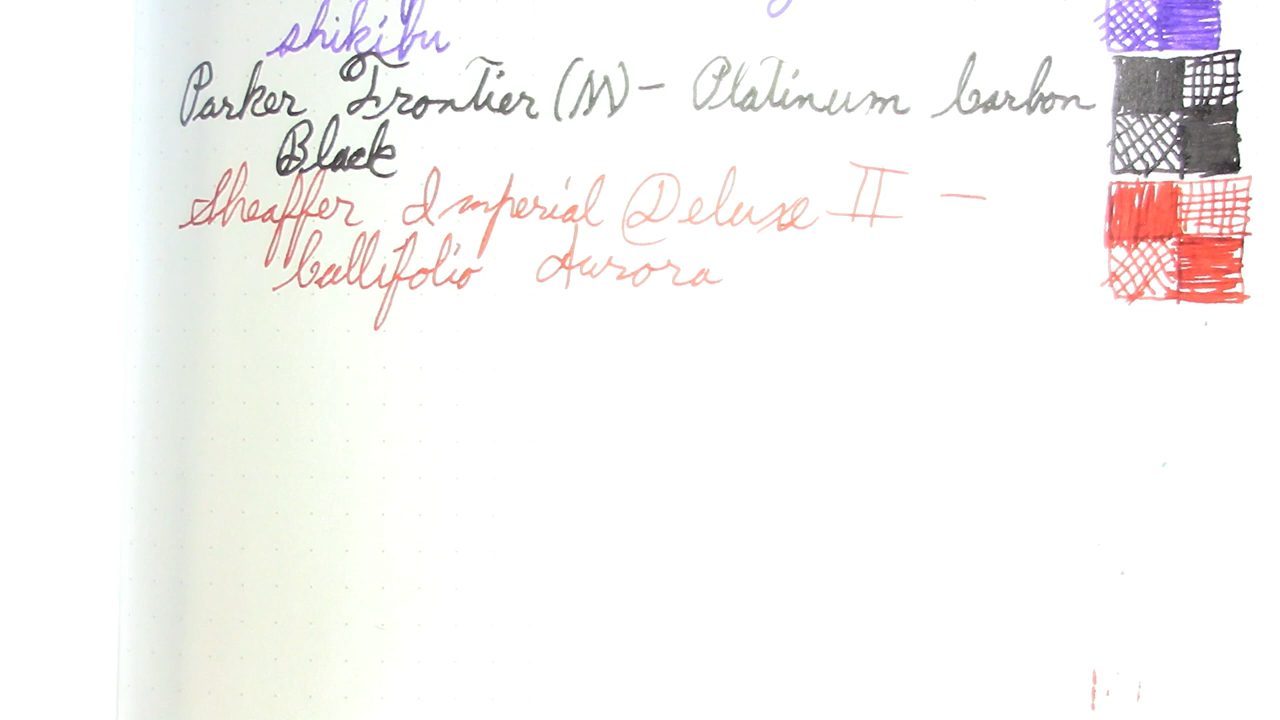 shikibu
Parker Frontier (M) - Platinum Carbon
Black
Sheaffer Imperial Deluxe II -
Callifolio Aurora